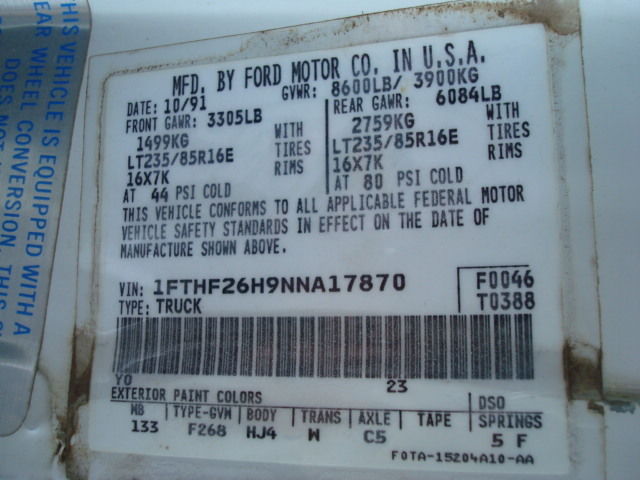 THIS VEHICLE IS EQUIPPED WITH A
EAR WHEEL CONVERSION. THIS
DOES NOT
MFD. BY FORD MOTOR CO. IN U.S.A.
DATE: 10/91 GVWR: 8600LB/ 3900KG
FRONT GAWR: 3305LB REAR GAWR: 6084LB
1499KG WITH 2759KG WITH
LT235/85R16E TIRES LT235/85R16E TIRES
16X7K RIMS 16X7K RIMS
AT 44 PSI COLD AT 80 PSI COLD
THIS VEHICLE CONFORMS TO ALL APPLICABLE FEDERAL MOTOR
VEHICLE SAFETY STANDARDS IN EFFECT ON THE DATE OF
MANUFACTURE SHOWN ABOVE.
VIN: 1FTHF26H9NNA17870 F0046
TYPE: TRUCK T0388
YO 23
EXTERIOR PAINT COLORS DSO
WB TYPE-GVW BODY TRANS AXLE TAPE SPRINGS
133 F268 HJ4 W C5 5 F
F0TA-15204A10-AA